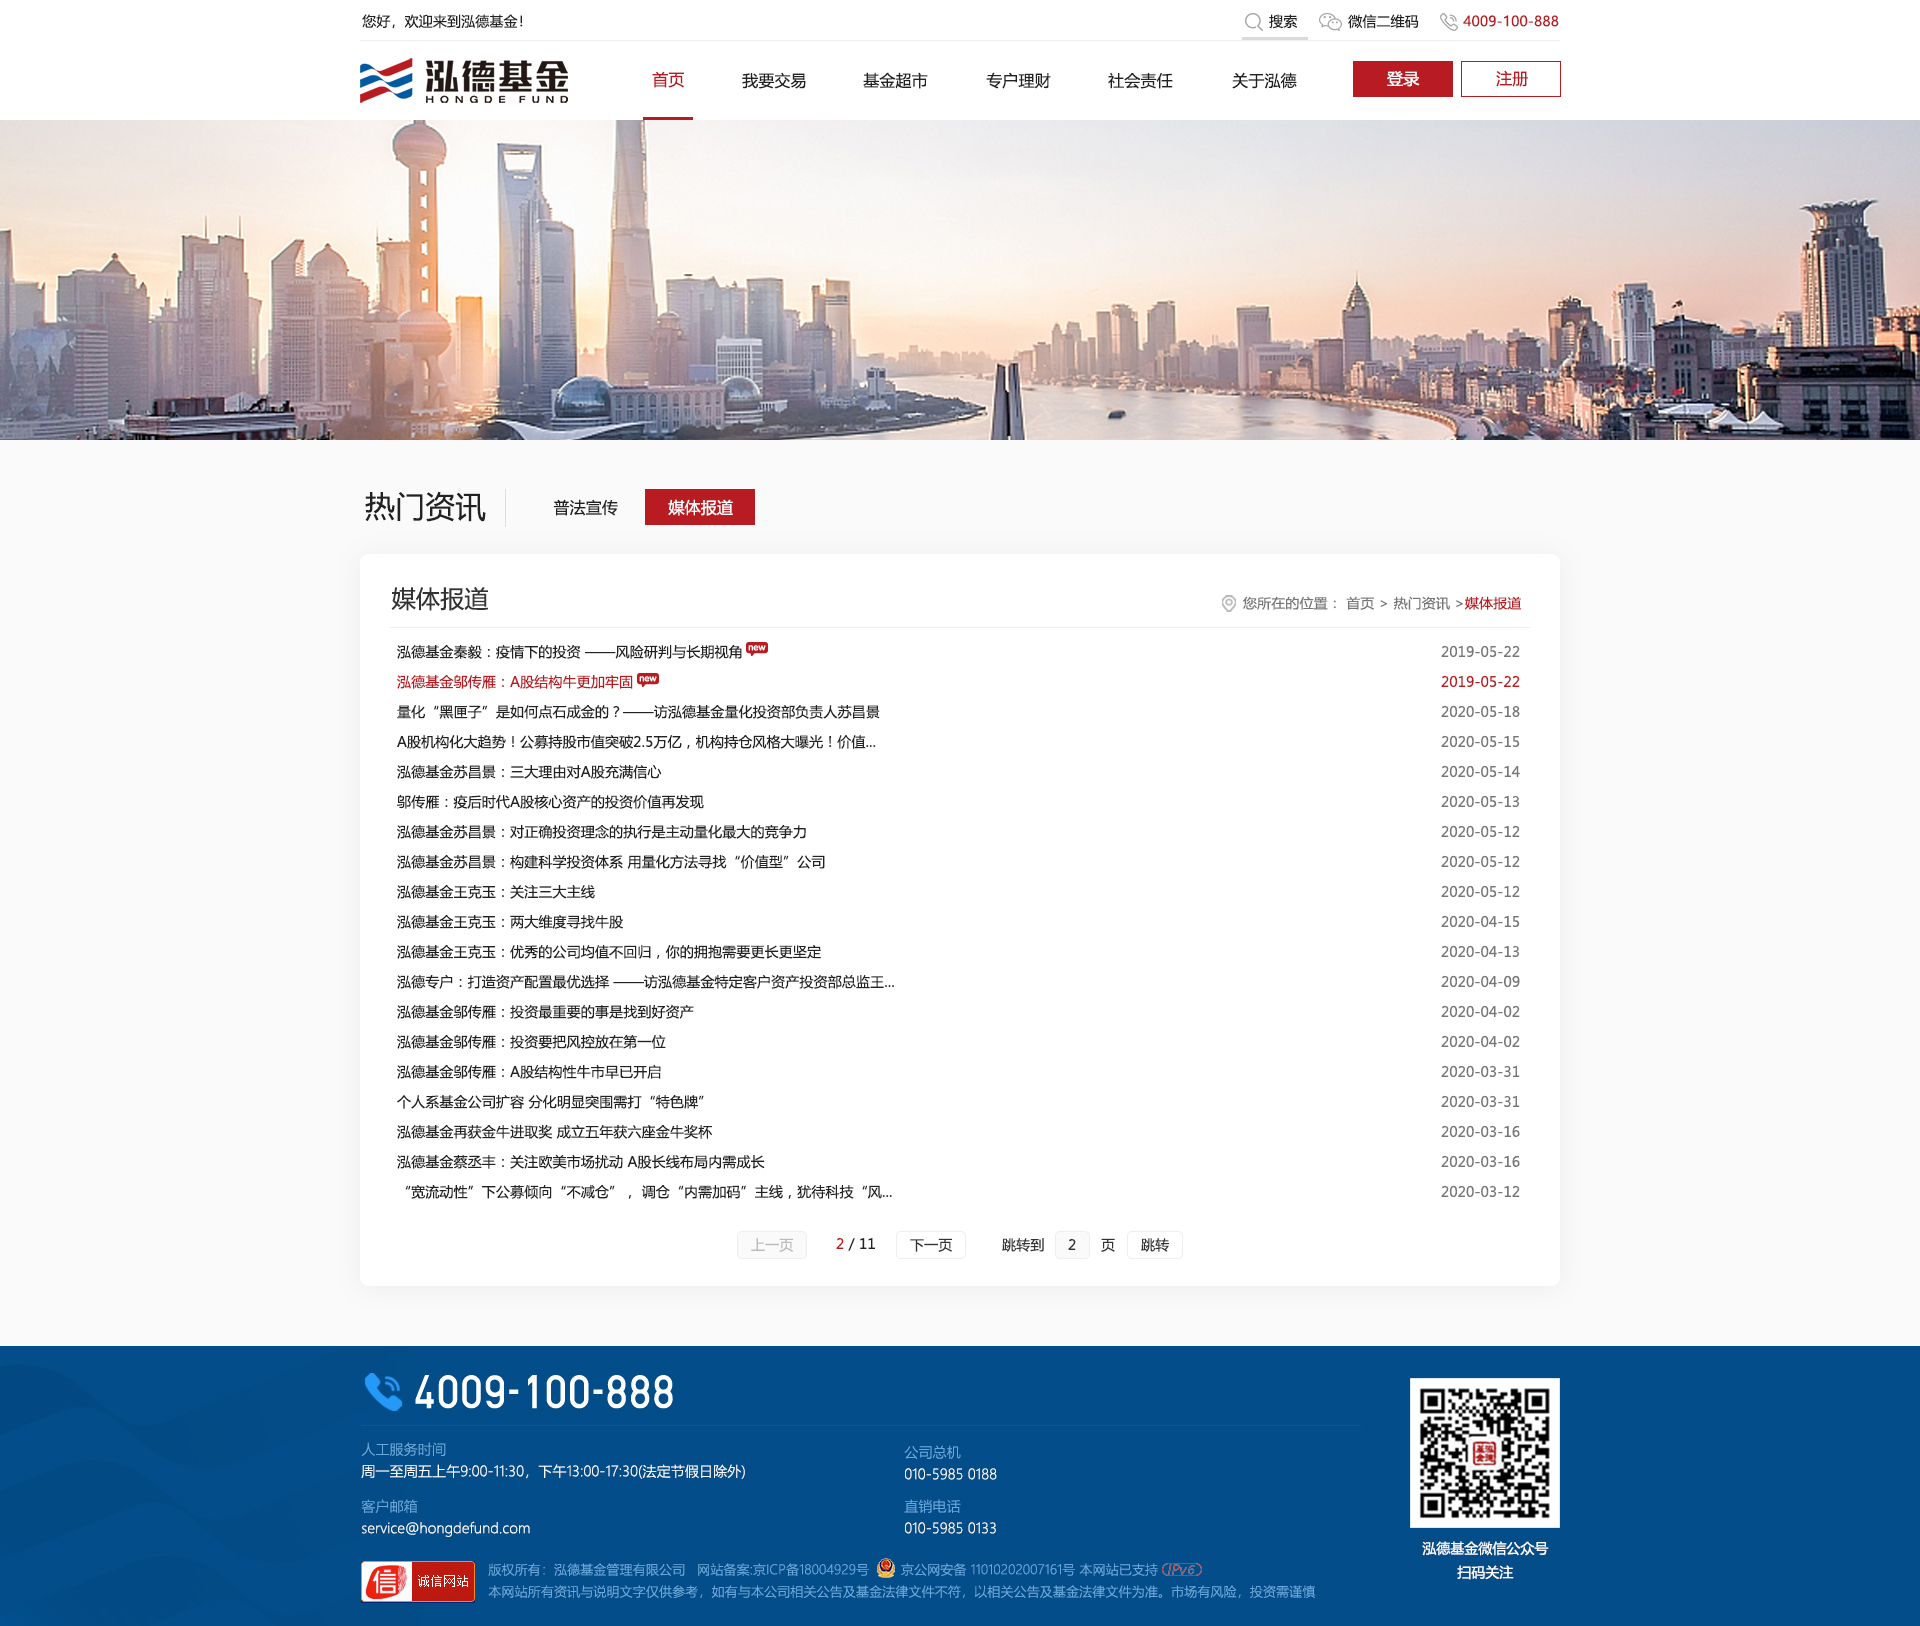 您好，欢迎来到泓德基金！
搜索
微信二维码
4009-100-888
泓德基金
HONGDE FUND
首页
我要交易
基金超市
专户理财
社会责任
关于泓德
登录
注册
热门资讯
普法宣传
媒体报道
媒体报道
您所在的位置： 首页 > 热门资讯 >媒体报道
泓德基金秦毅：疫情下的投资 ——风险研判与长期视角 new 2019-05-22
泓德基金邬传雁：A股结构牛更加牢固 new 2019-05-22
量化“黑匣子”是如何点石成金的？——访泓德基金量化投资部负责人苏昌景 2020-05-18
A股机构化大趋势！公募持股市值突破2.5万亿，机构持仓风格大曝光！价值... 2020-05-15
泓德基金苏昌景：三大理由对A股充满信心 2020-05-14
邬传雁：疫后时代A股核心资产的投资价值再发现 2020-05-13
泓德基金苏昌景：对正确投资理念的执行是主动量化最大的竞争力 2020-05-12
泓德基金苏昌景：构建科学投资体系 用量化方法寻找“价值型”公司 2020-05-12
泓德基金王克玉：关注三大主线 2020-05-12
泓德基金王克玉：两大维度寻找牛股 2020-04-15
泓德基金王克玉：优秀的公司均值不回归，你的拥抱需要更长更坚定 2020-04-13
泓德专户：打造资产配置最优选择 ——访泓德基金特定客户资产投资部总监王... 2020-04-09
泓德基金邬传雁：投资最重要的事是找到好资产 2020-04-02
泓德基金邬传雁：投资要把风控放在第一位 2020-04-02
泓德基金邬传雁：A股结构性牛市早已开启 2020-03-31
个人系基金公司扩容 分化明显突围需打“特色牌” 2020-03-31
泓德基金再获金牛进取奖 成立五年获六座金牛奖杯 2020-03-16
泓德基金蔡丞丰：关注欧美市场扰动 A股长线布局内需成长 2020-03-16
“宽流动性”下公募倾向“不减仓”，调仓“内需加码”主线，犹待科技“风... 2020-03-12
上一页 2 / 11 下一页 跳转到 2 页 跳转
4009-100-888
人工服务时间
周一至周五上午9:00-11:30，下午13:00-17:30(法定节假日除外)
公司总机
010-5985 0188
客户邮箱
service@hongdefund.com
直销电话
010-5985 0133
泓德基金微信公众号
扫码关注
信 诚信网站
版权所有：泓德基金管理有限公司 网站备案:京ICP备18004929号 京公网安备 11010202007161号 本网站已支持 IPv6
本网站所有资讯与说明文字仅供参考，如有与本公司相关公告及基金法律文件不符，以相关公告及基金法律文件为准。市场有风险，投资需谨慎